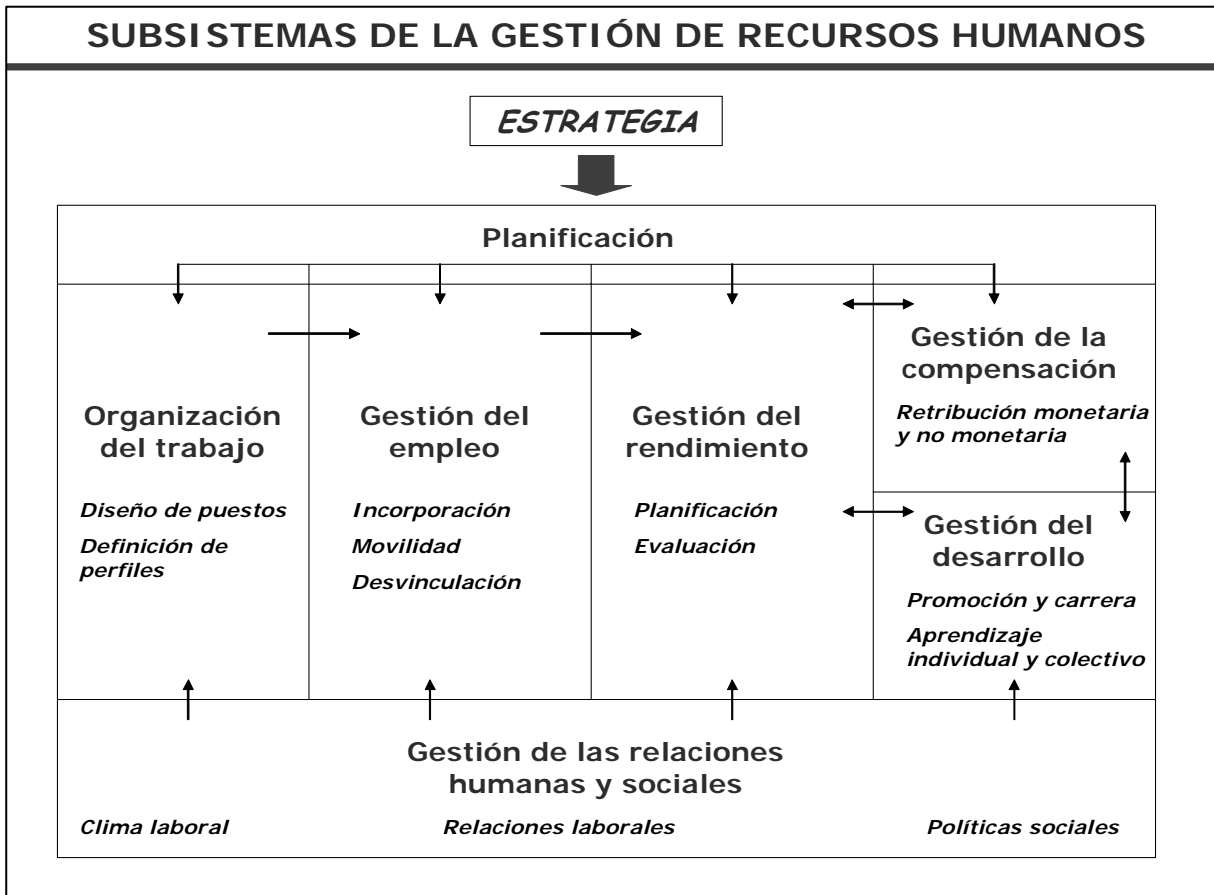 SUBSISTEMAS DE LA GESTIÓN DE RECURSOS HUMANOS
ESTRATEGIA
Planificación
Organización
del trabajo
Diseño de puestos
Definición de
perfiles
Gestión del
empleo
Incorporación
Movilidad
Desvinculación
Gestión del
rendimiento
Planificación
Evaluación
Gestión de la
compensación
Retribución monetaria
y no monetaria
Gestión del
desarrollo
Promoción y carrera
Aprendizaje
individual y colectivo
Gestión de las relaciones
humanas y sociales
Clima laboral
Relaciones laborales
Políticas sociales